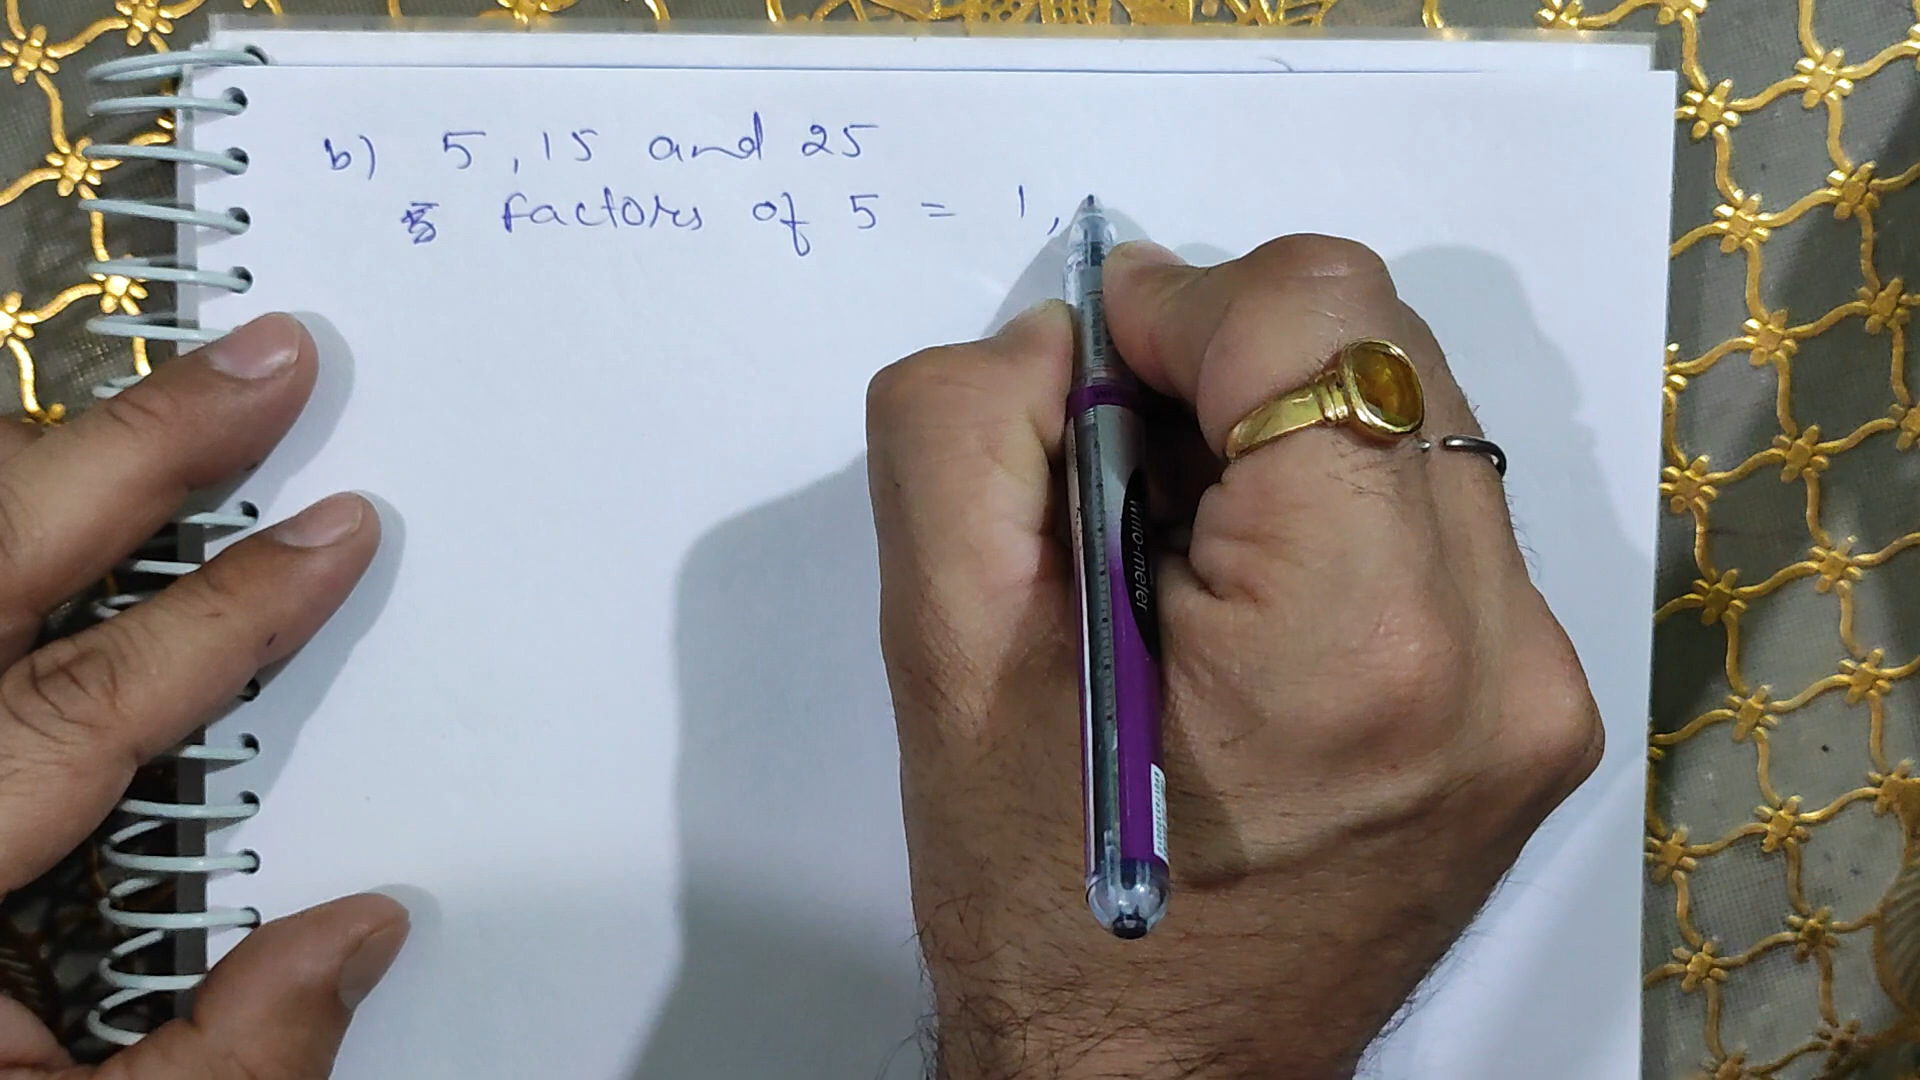 b) 5, 15 and 25
factors of 5 = 1,